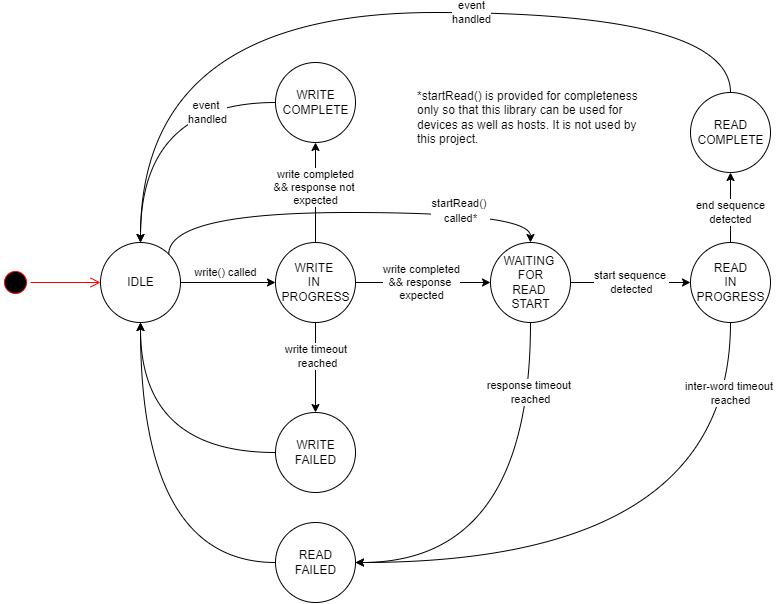 event
handled
WRITE
COMPLETE
event
handled
*startRead() is provided for completeness
only so that this library can be used for
devices as well as hosts. It is not used by
this project.
READ
COMPLETE
write completed
&& response not
expected
startRead()
called*
end sequence
detected
IDLE
write() called
WRITE
IN
PROGRESS
write completed
&& response
expected
WAITING
FOR
READ
START
start sequence
detected
READ
IN
PROGRESS
write timeout
reached
response timeout
reached
inter-word timeout
reached
WRITE
FAILED
READ
FAILED